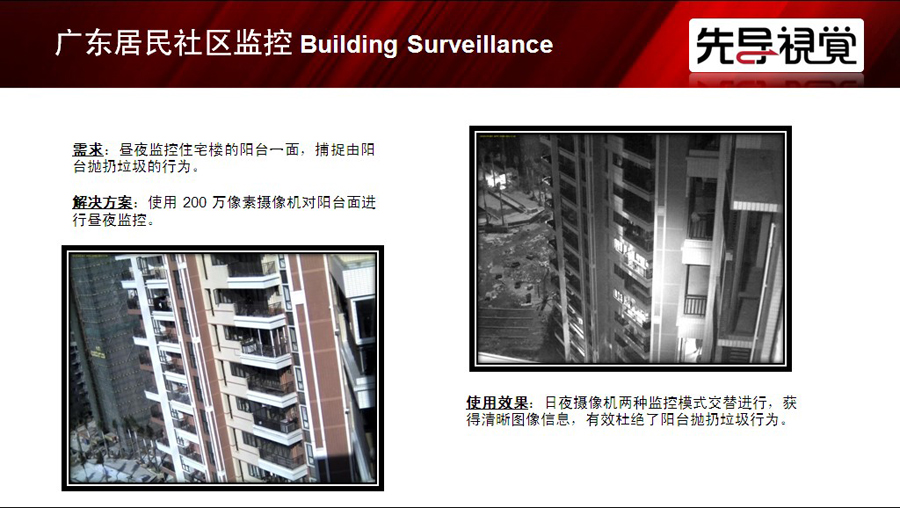 广东居民社区监控 Building Surveillance
先导視覺
需求：昼夜监控住宅楼的阳台一面，捕捉由阳
台抛扔垃圾的行为。
解决方案：使用 200 万像素摄像机对阳台面进
行昼夜监控。
使用效果：日夜摄像机两种监控模式交替进行，获
得清晰图像信息，有效杜绝了阳台抛扔垃圾行为。